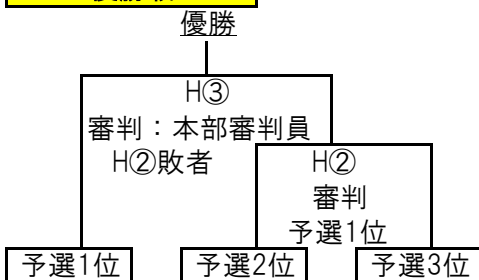 優勝
H③
審判：本部審判員
H②敗者
H②
審判
予選1位
予選1位
予選2位
予選3位